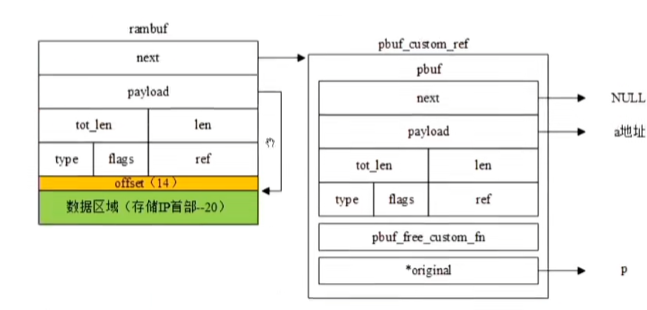 rambuf
next
payload
tot_len len
type flags ref
offset（14）
数据区域（存储IP首部--20）
pbuf_custom_ref
pbuf
next
NULL
payload
a地址
tot_len len
type flags ref
pbuf_free_custom_fn
*original
p